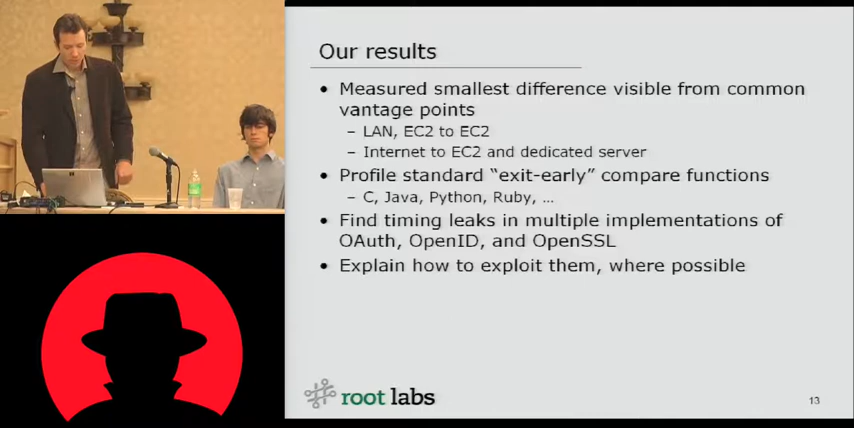 Our results
• Measured smallest difference visible from common
vantage points
– LAN, EC2 to EC2
– Internet to EC2 and dedicated server
• Profile standard “exit-early” compare functions
– C, Java, Python, Ruby, …
• Find timing leaks in multiple implementations of
OAuth, OpenID, and OpenSSL
• Explain how to exploit them, where possible
root labs
13